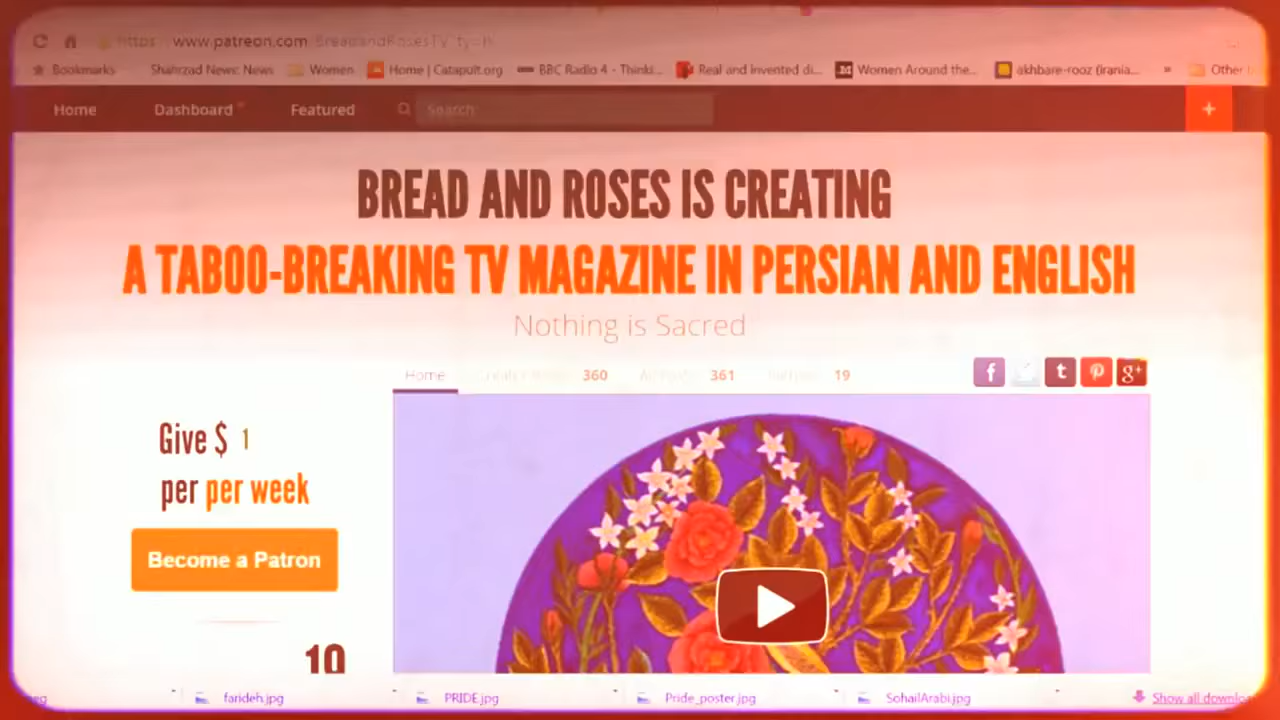 https://www.patreon.com/BreadandRosesTV?ty=h
Bookmarks Shahrzad News: News Women Home | Catapult.org BBC Radio 4 - Thinki... Real and invented di... Women Around the... akhbare-rooz (irania... » Other
Home Dashboard Featured Search +
BREAD AND ROSES IS CREATING
A TABOO-BREAKING TV MAGAZINE IN PERSIAN AND ENGLISH
Nothing is Sacred
Home 360 361 19 f t g+
Give $ 1
per per week
Become a Patron
10
farideh.jpg PRIDE.jpg Pride_poster.jpg SohailArabi.jpg